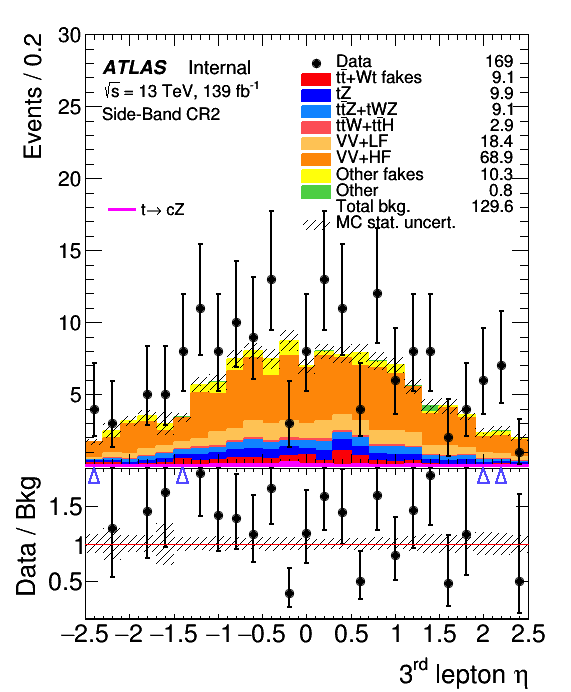 Events / 0.2
30
25
20
15
10
5
ATLAS Internal
√s = 13 TeV, 139 fb⁻¹
Side-Band CR2
t→ cZ
Data 169
tt̄+Wt fakes 9.1
tZ 9.9
tt̄Z+tWZ 9.1
tt̄W+tt̄H 2.9
VV+LF 18.4
VV+HF 68.9
Other fakes 10.3
Other 0.8
Total bkg. 129.6
MC stat. uncert.
Data / Bkg
1.5
1
0.5
−2.5 −2 −1.5 −1 −0.5 0 0.5 1 1.5 2 2.5
3ʳᵈ lepton η